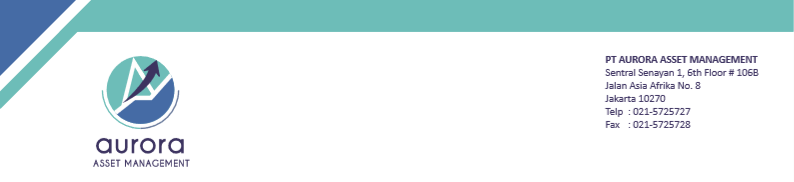 aurora
ASSET MANAGEMENT
PT AURORA ASSET MANAGEMENT
Sentral Senayan 1, 6th Floor # 106B
Jalan Asia Afrika No. 8
Jakarta 10270
Telp : 021-5725727
Fax : 021-5725728